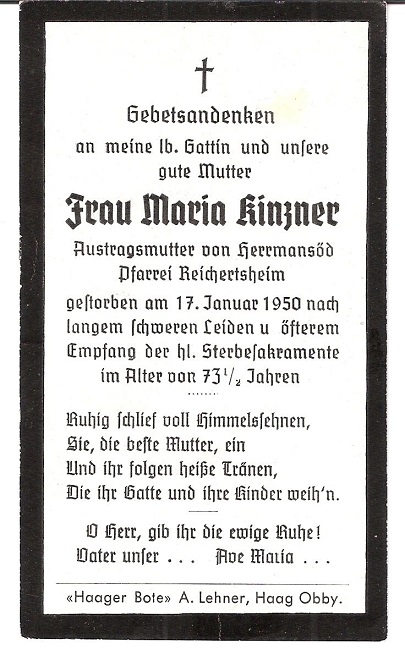 Gebetsandenken
an meine lb. Gattin und unsere
gute Mutter
Frau Maria Kinzner
Austragsmutter von Herrmansöd
Pfarrei Reichertsheim
gestorben am 17. Januar 1950 nach
langem schweren Leiden u öfterem
Empfang der hl. Sterbesakramente
im Alter von 73 1/2 Jahren
Ruhig schlief voll Himmelssehnen,
Sie, die beste Mutter, ein
Und ihr folgen heiße Tränen,
Die ihr Gatte und ihre Kinder weih'n.
O Herr, gib ihr die ewige Ruhe!
Vater unser . . . Ave Maria . . .
«Haager Bote» A. Lehner, Haag Obby.